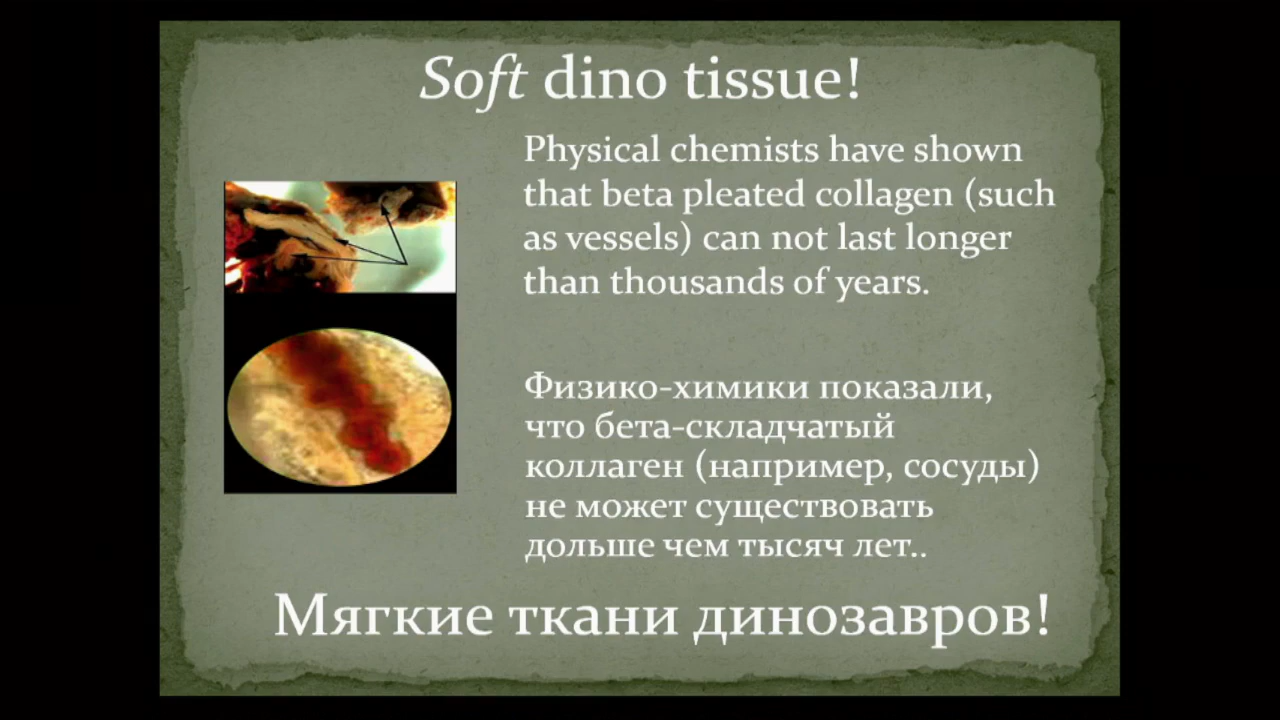 Soft dino tissue!
Physical chemists have shown
that beta pleated collagen (such
as vessels) can not last longer
than thousands of years.
Физико-химики показали,
что бета-складчатый
коллаген (например, сосуды)
не может существовать
дольше чем тысяч лет..
Мягкие ткани динозавров!